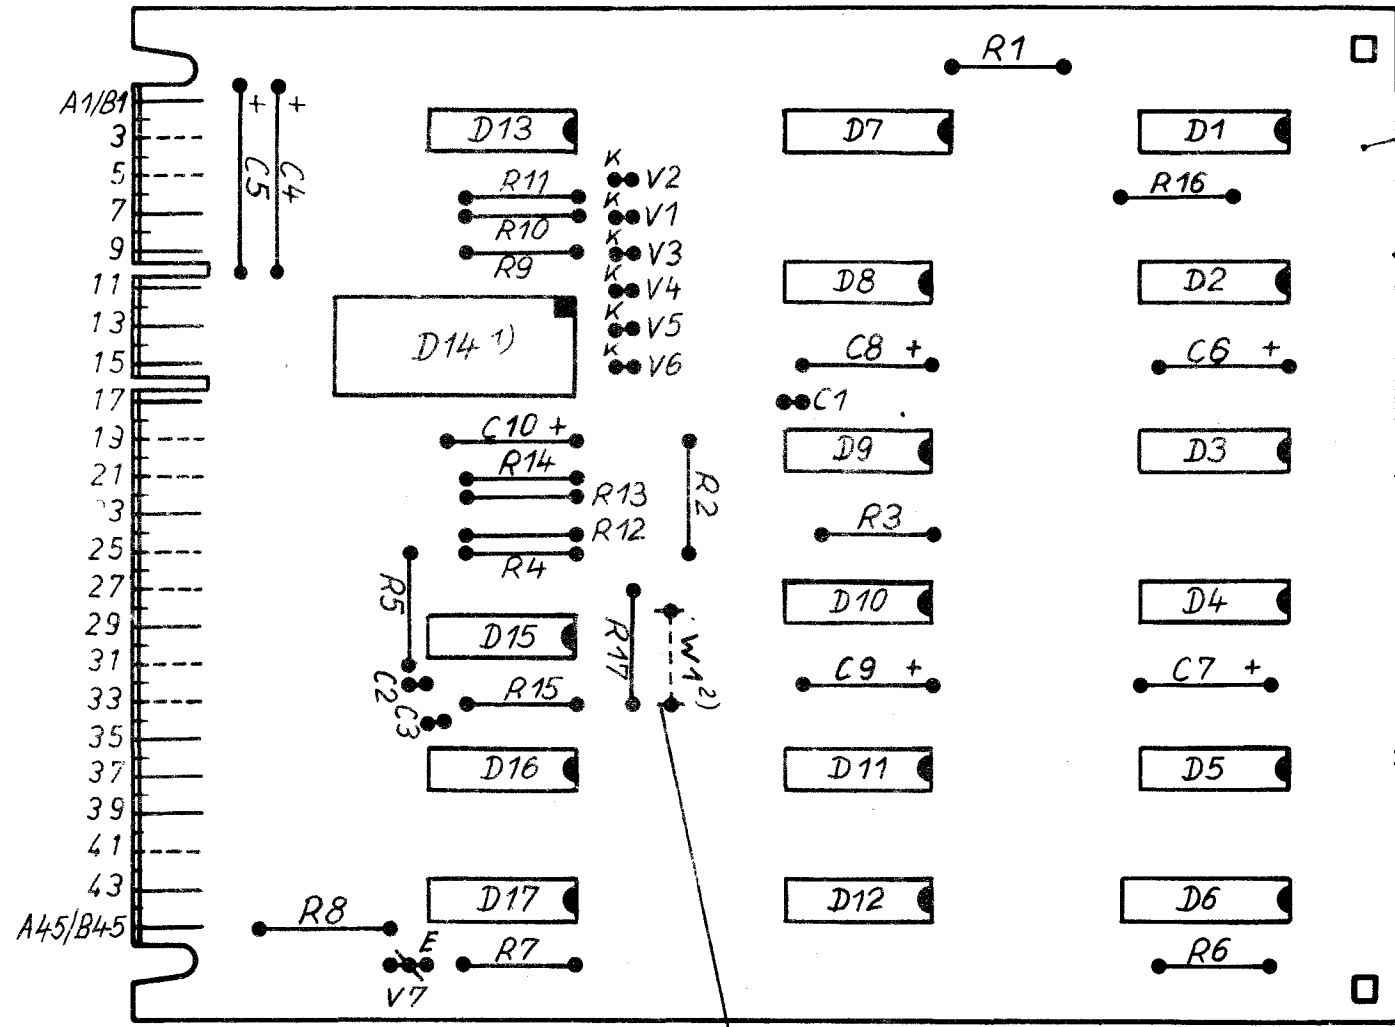 R1
A1/B1
3
5
7
9
11
13
15
17
19
21
3
25
27
29
31
33
35
37
39
41
43
A45/B45
+
C5
+
C4
D13
R11
R10
R9
D14 1)
C10 +
R14
R13
R12
R4
R5
D15
C2
C3
R15
D16
D17
R8
E
V7
R7
K
V2
K
V1
K
V3
K
V4
K
V5
K
V6
R2
R17
W1 2)
D7
D8
C8 +
C1
D9
R3
D10
C9 +
D11
D12
D1
R16
D2
C6 +
D3
D4
C7 +
D5
D6
R6